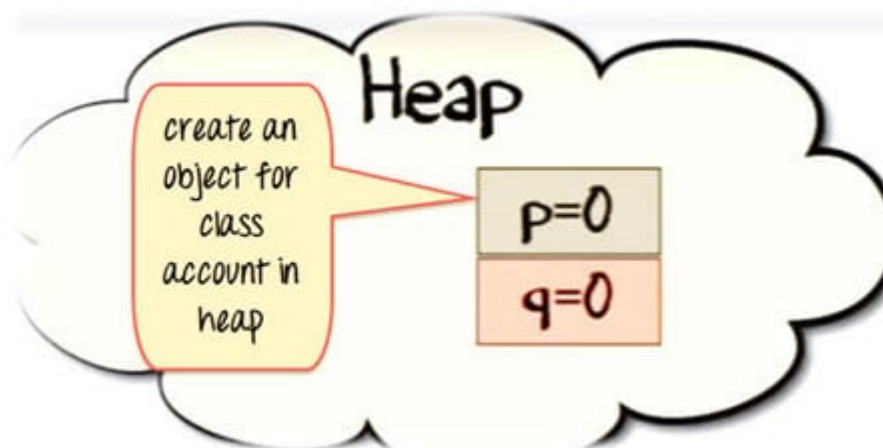 Heap
create an
object for
class
account in
heap
p=0
q=0